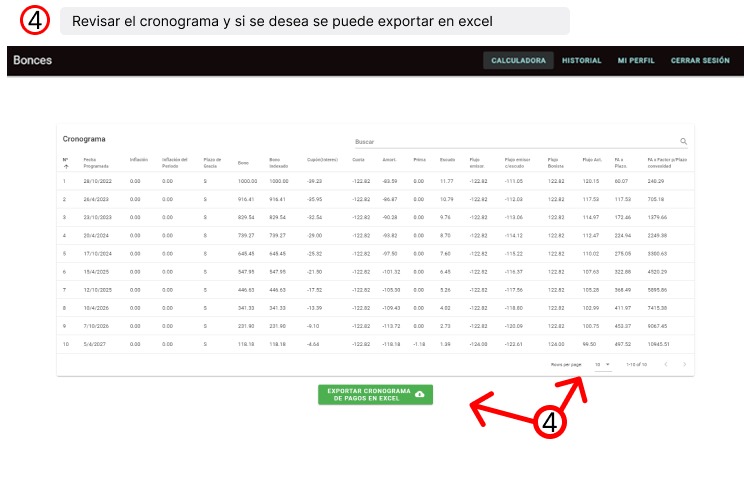 4 Revisar el cronograma y si se desea se puede exportar en excel
Bonces CALCULADORA HISTORIAL MI PERFIL CERRAR SESIÓN
Cronograma Buscar
N° Fecha Programada Inflación Inflación del Periodo Plazo de Gracia Bono Bono Indexado Cupon(Interes) Cuota Amort. Prima Escudo Flujo emisor Flujo emisor c/escudo Flujo Bonista Flujo Act. FA x Plazo FA x Factor p/Plazo convexidad
1 28/10/2022 0.00 0.00 S 1000.00 1000.00 -39.23 -122.82 -83.59 0.00 11.77 -122.82 -111.05 122.82 120.15 60.07 240.29
2 26/4/2023 0.00 0.00 S 916.41 916.41 -35.95 -122.82 -86.87 0.00 10.79 -122.82 -112.03 122.82 117.53 117.53 705.18
3 23/10/2023 0.00 0.00 S 829.54 829.54 -32.54 -122.82 -90.28 0.00 9.76 -122.82 -113.06 122.82 114.97 172.46 1379.66
4 20/4/2024 0.00 0.00 S 739.27 739.27 -29.00 -122.82 -93.82 0.00 8.70 -122.82 -114.12 122.82 112.47 224.94 2249.38
5 17/10/2024 0.00 0.00 S 645.45 645.45 -25.32 -122.82 -97.50 0.00 7.60 -122.82 -115.22 122.82 110.02 275.05 3300.63
6 15/4/2025 0.00 0.00 S 547.95 547.95 -21.50 -122.82 -101.32 0.00 6.45 -122.82 -116.37 122.82 107.63 322.88 4520.29
7 12/10/2025 0.00 0.00 S 446.63 446.63 -17.52 -122.82 -105.30 0.00 5.26 -122.82 -117.56 122.82 105.28 368.49 5895.86
8 10/4/2026 0.00 0.00 S 341.33 341.33 -13.39 -122.82 -109.43 0.00 4.02 -122.82 -118.80 122.82 102.99 411.97 7415.38
9 7/10/2026 0.00 0.00 S 231.90 231.90 -9.10 -122.82 -113.72 0.00 2.73 -122.82 -120.09 122.82 100.75 453.37 9067.45
10 5/4/2027 0.00 0.00 S 118.18 118.18 -4.64 -122.82 -118.18 -1.18 1.39 -124.00 -122.61 124.00 99.50 497.52 10945.51
Rows per page: 10 1-10 of 10
EXPORTAR CRONOGRAMA
DE PAGOS EN EXCEL
4